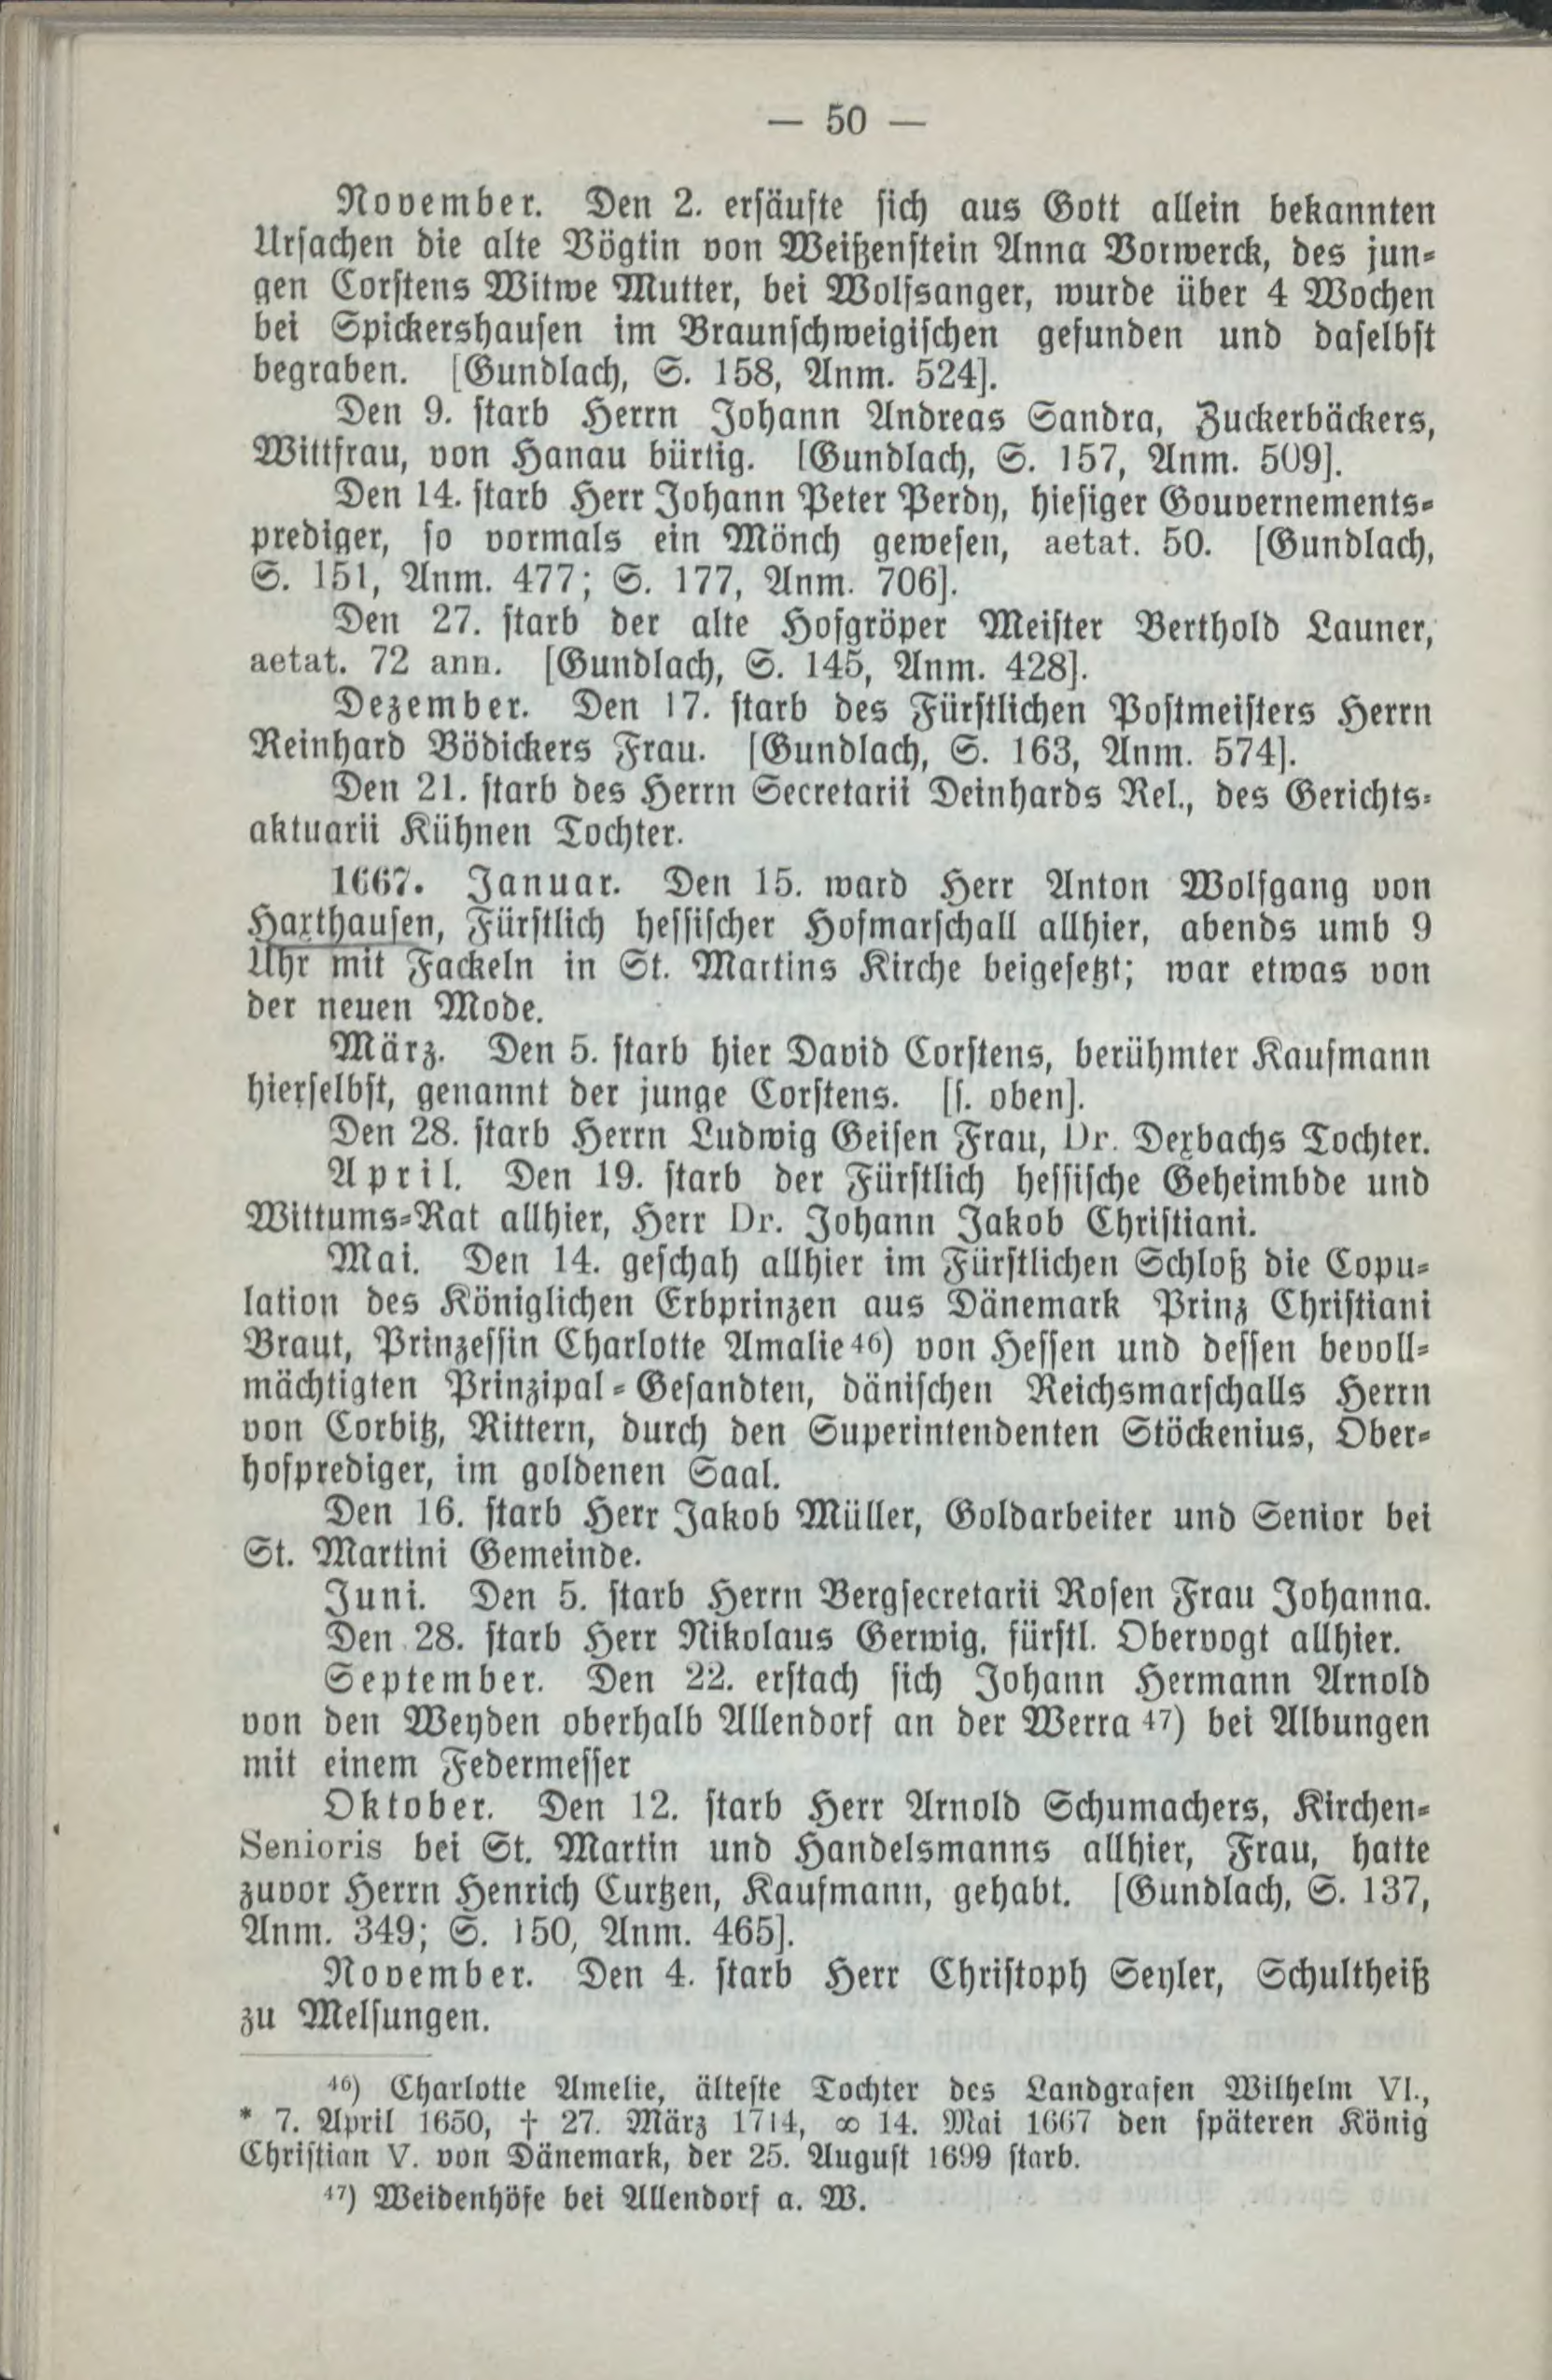 — 50 —
November. Den 2. ersäufte sich aus Gott allein bekannten
Ursachen die alte Vögtin von Weißenstein Anna Vorwerck, des jun-
gen Corstens Witwe Mutter, bei Wolfsanger, wurde über 4 Wochen
bei Spickershausen im Braunschweigischen gefunden und daselbst
begraben. [Gundlach, S. 158, Anm. 524].
Den 9. starb Herrn Johann Andreas Sandra, Zuckerbäckers,
Wittfrau, von Hanau bürtig. [Gundlach, S. 157, Anm. 509].
Den 14. starb Herr Johann Peter Perdy, hiesiger Gouvernements-
prediger, so vormals ein Mönch gewesen, aetat. 50. [Gundlach,
S. 151, Anm. 477; S. 177, Anm. 706].
Den 27. starb der alte Hofgröper Meister Berthold Launer,
aetat. 72 ann. [Gundlach, S. 145, Anm. 428].
Dezember. Den 17. starb des Fürstlichen Postmeisters Herrn
Reinhard Bödickers Frau. [Gundlach, S. 163, Anm. 574].
Den 21. starb des Herrn Secretarii Deinhards Rel., des Gerichts-
aktuarii Kühnen Tochter.
1667. Januar. Den 15. ward Herr Anton Wolfgang von
Harthausen, Fürstlich hessischer Hofmarschall allhier, abends umb 9
Uhr mit Fackeln in St. Martins Kirche beigesetzt; war etwas von
der neuen Mode.
März. Den 5. starb hier David Corstens, berühmter Kaufmann
hierselbst, genannt der junge Corstens. [s. oben].
Den 28. starb Herrn Ludwig Geisen Frau, Dr. Dexbachs Tochter.
April. Den 19. starb der Fürstlich hessische Geheimbde und
Wittums-Rat allhier, Herr Dr. Johann Jakob Christiani.
Mai. Den 14. geschah allhier im Fürstlichen Schloß die Copu-
lation des Königlichen Erbprinzen aus Dänemark Prinz Christiani
Braut, Prinzessin Charlotte Amalie 46) von Hessen und dessen bevoll-
mächtigten Prinzipal-Gesandten, dänischen Reichsmarschalls Herrn
von Corbitz, Rittern, durch den Superintendenten Stöckenius, Ober-
hofprediger, im goldenen Saal.
Den 16. starb Herr Jakob Müller, Goldarbeiter und Senior bei
St. Martini Gemeinde.
Juni. Den 5. starb Herrn Bergsecretarii Rosen Frau Johanna.
Den 28. starb Herr Nikolaus Gerwig, fürstl. Obervogt allhier.
September. Den 22. erstach sich Johann Hermann Arnold
von den Weyden oberhalb Allendorf an der Werra 47) bei Albungen
mit einem Federmesser
Oktober. Den 12. starb Herr Arnold Schumachers, Kirchen-
Senioris bei St. Martin und Handelsmanns allhier, Frau, hatte
zuvor Herrn Henrich Curtzen, Kaufmann, gehabt. [Gundlach, S. 137,
Anm. 349; S. 150, Anm. 465].
November. Den 4. starb Herr Christoph Seyler, Schultheiß
zu Melsungen.
46) Charlotte Amelie, älteste Tochter des Landgrafen Wilhelm VI.,
* 7. April 1650, † 27. März 1714, ∞ 14. Mai 1667 den späteren König
Christian V. von Dänemark, der 25. August 1699 starb.
47) Weidenhöfe bei Allendorf a. W.